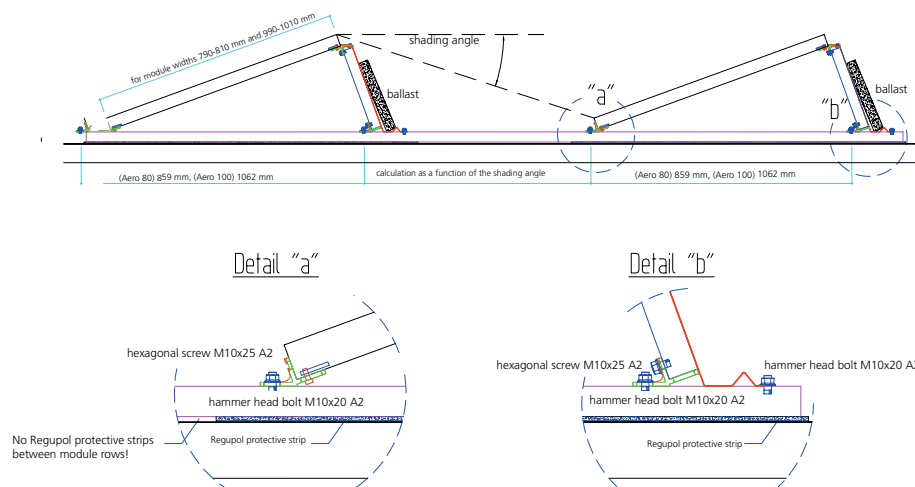 for module widths 790-810 mm and 990-1010 mm
shading angle
ballast
"a"
"b"
ballast
(Aero 80) 859 mm, (Aero 100) 1062 mm
calculation as a function of the shading angle
(Aero 80) 859 mm, (Aero 100) 1062 mm
Detail "a"
Detail "b"
hexagonal screw M10x25 A2
hammer head bolt M10x20 A2
No Regupol protective strips
between module rows!
Regupol protective strip
hexagonal screw M10x25 A2
hammer head bolt M10x20 A2
hammer head bolt M10x20 A2
Regupol protective strip